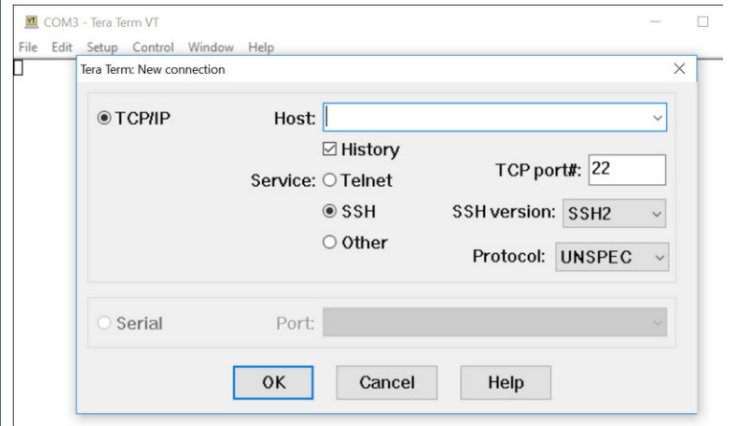 COM3 - Tera Term VT
File Edit Setup Control Window Help
Tera Term: New connection
TCP/IP
Host:
History
Service:
Telnet
TCP port#: 22
SSH
SSH version: SSH2
Other
Protocol: UNSPEC
Serial
Port:
OK Cancel Help